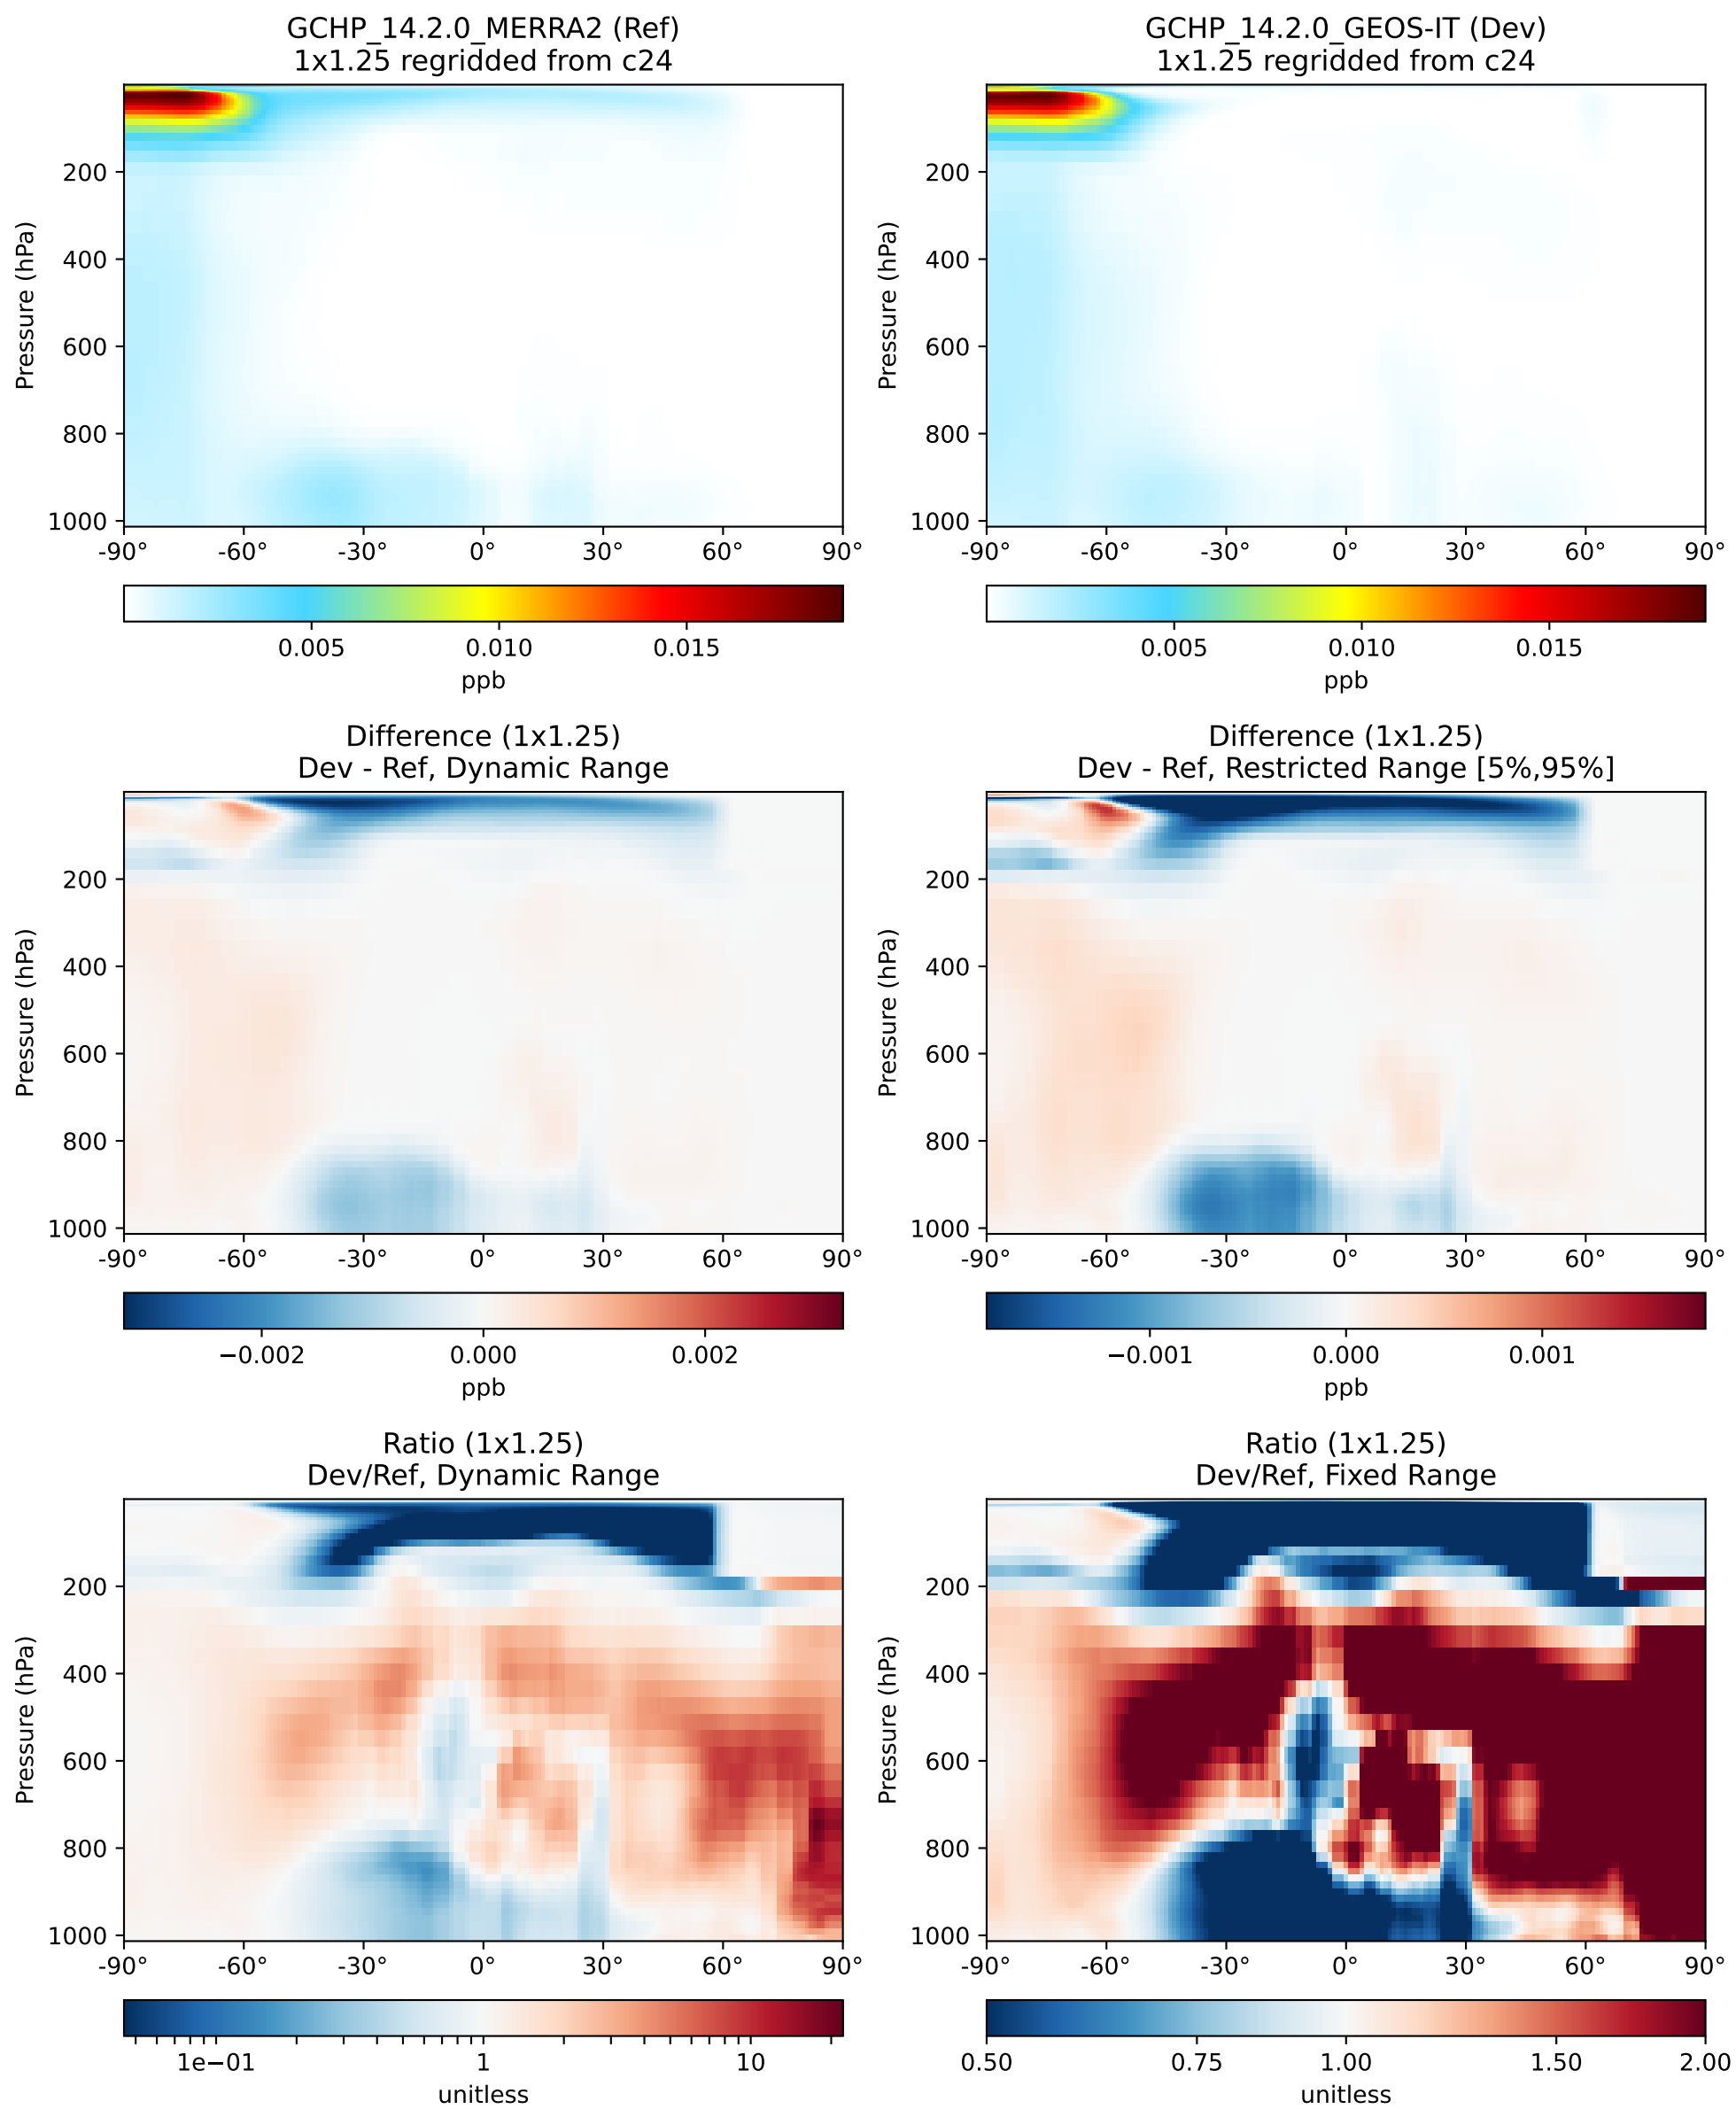 GCHP_14.2.0_MERRA2 (Ref)
1x1.25 regridded from c24
GCHP_14.2.0_GEOS-IT (Dev)
1x1.25 regridded from c24
Pressure (hPa)
200
400
600
800
1000
-90° -60° -30° 0° 30° 60° 90°
0.005 0.010 0.015
ppb
Pressure (hPa)
200
400
600
800
1000
-90° -60° -30° 0° 30° 60° 90°
0.005 0.010 0.015
ppb
Difference (1x1.25)
Dev - Ref, Dynamic Range
Difference (1x1.25)
Dev - Ref, Restricted Range [5%,95%]
Pressure (hPa)
200
400
600
800
1000
-90° -60° -30° 0° 30° 60° 90°
−0.002 0.000 0.002
ppb
Pressure (hPa)
200
400
600
800
1000
-90° -60° -30° 0° 30° 60° 90°
−0.001 0.000 0.001
ppb
Ratio (1x1.25)
Dev/Ref, Dynamic Range
Ratio (1x1.25)
Dev/Ref, Fixed Range
Pressure (hPa)
200
400
600
800
1000
-90° -60° -30° 0° 30° 60° 90°
1e−01 1 10
unitless
Pressure (hPa)
200
400
600
800
1000
-90° -60° -30° 0° 30° 60° 90°
0.50 0.75 1.00 1.50 2.00
unitless